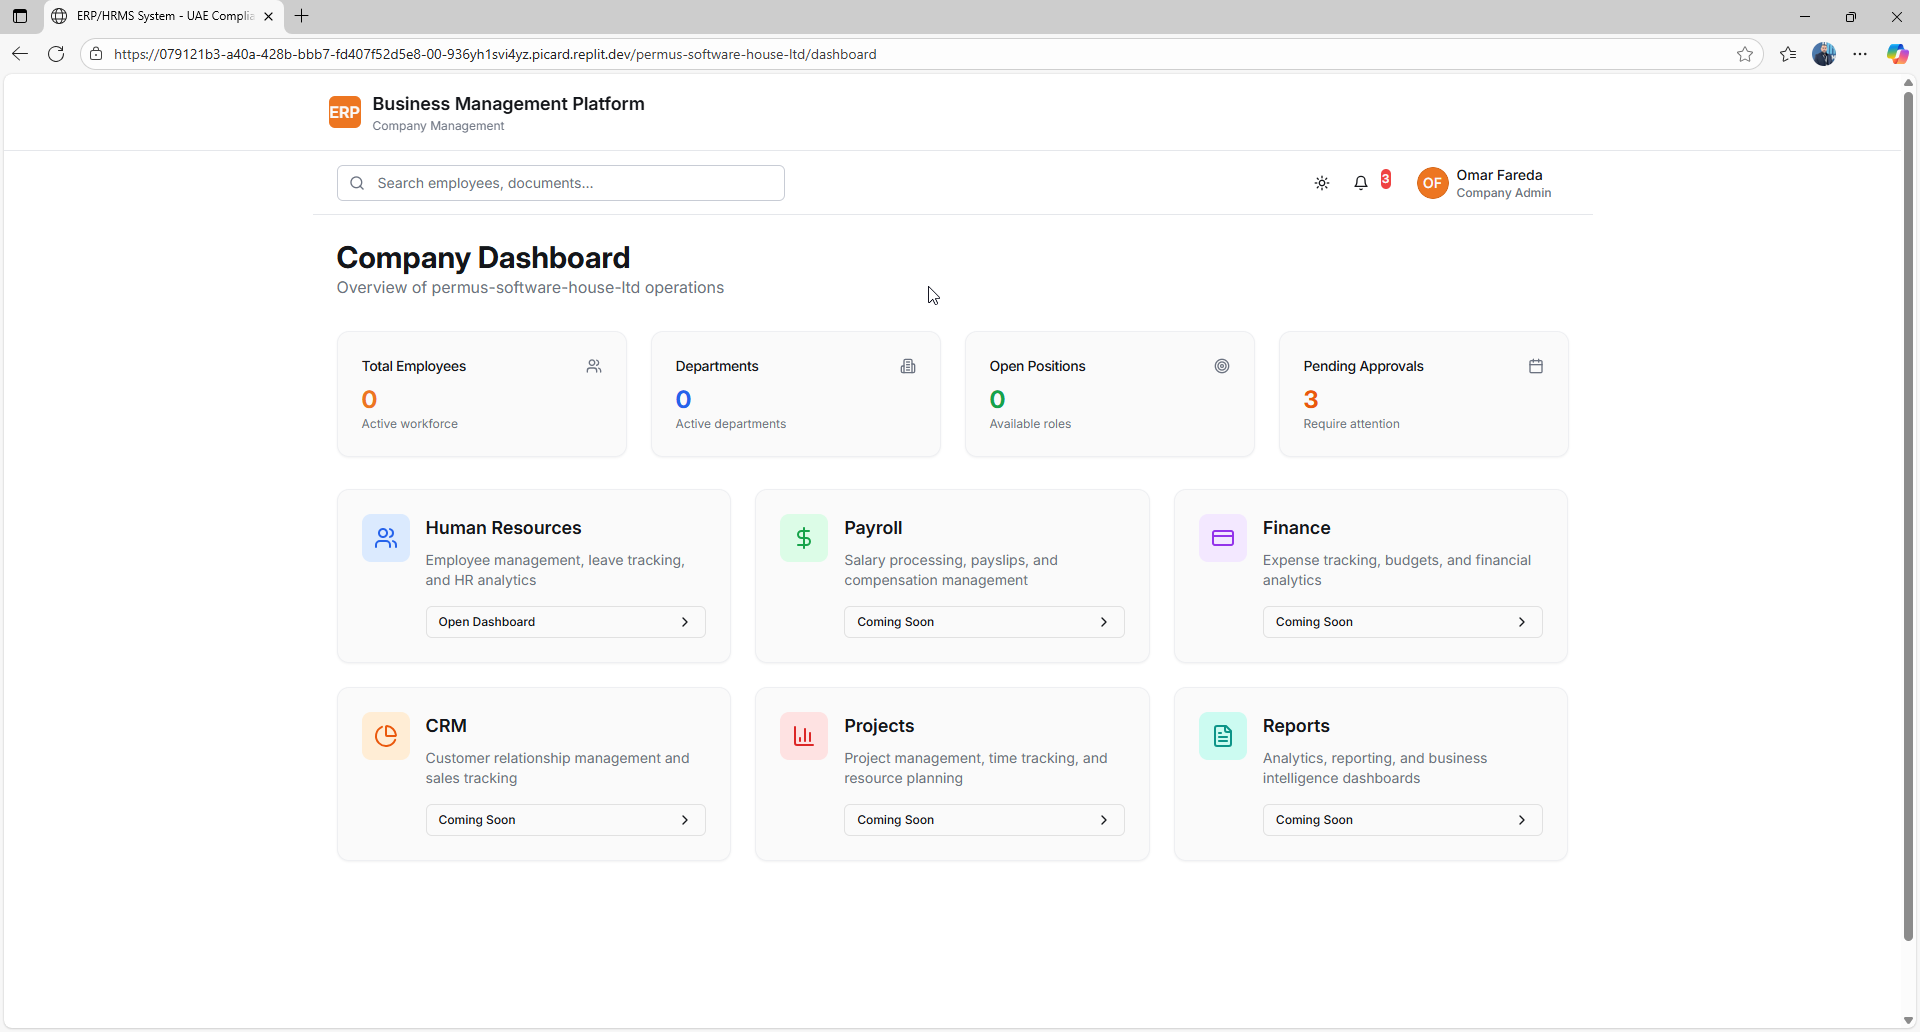 ERP/HRMS System - UAE Complia
https://079121b3-a40a-428b-bbb7-fd407f52d5e8-00-936yh1svi4yz.picard.replit.dev/permus-software-house-ltd/dashboard
ERP
Business Management Platform
Company Management
Search employees, documents...
3
OF
Omar Fareda
Company Admin
Company Dashboard
Overview of permus-software-house-ltd operations
Total Employees
0
Active workforce
Departments
0
Active departments
Open Positions
0
Available roles
Pending Approvals
3
Require attention
Human Resources
Employee management, leave tracking,
and HR analytics
Open Dashboard
Payroll
Salary processing, payslips, and
compensation management
Coming Soon
Finance
Expense tracking, budgets, and financial
analytics
Coming Soon
CRM
Customer relationship management and
sales tracking
Coming Soon
Projects
Project management, time tracking, and
resource planning
Coming Soon
Reports
Analytics, reporting, and business
intelligence dashboards
Coming Soon